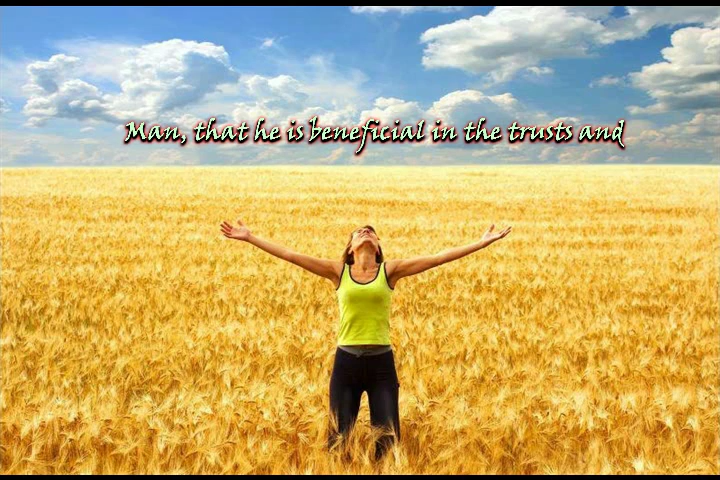 Man, that he is beneficial in the trusts and